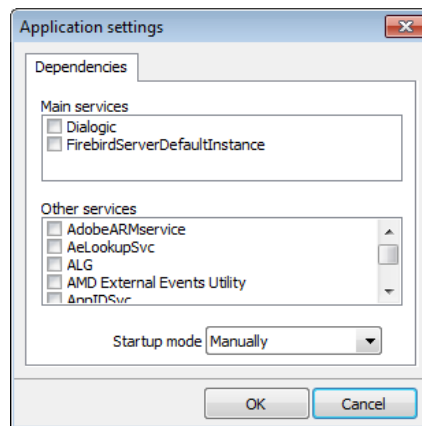 Application settings
Dependencies
Main services
Dialogic
FirebirdServerDefaultInstance
Other services
AdobeARMservice
AeLookupSvc
ALG
AMD External Events Utility
AppIDSvc
Startup mode Manually
OK Cancel